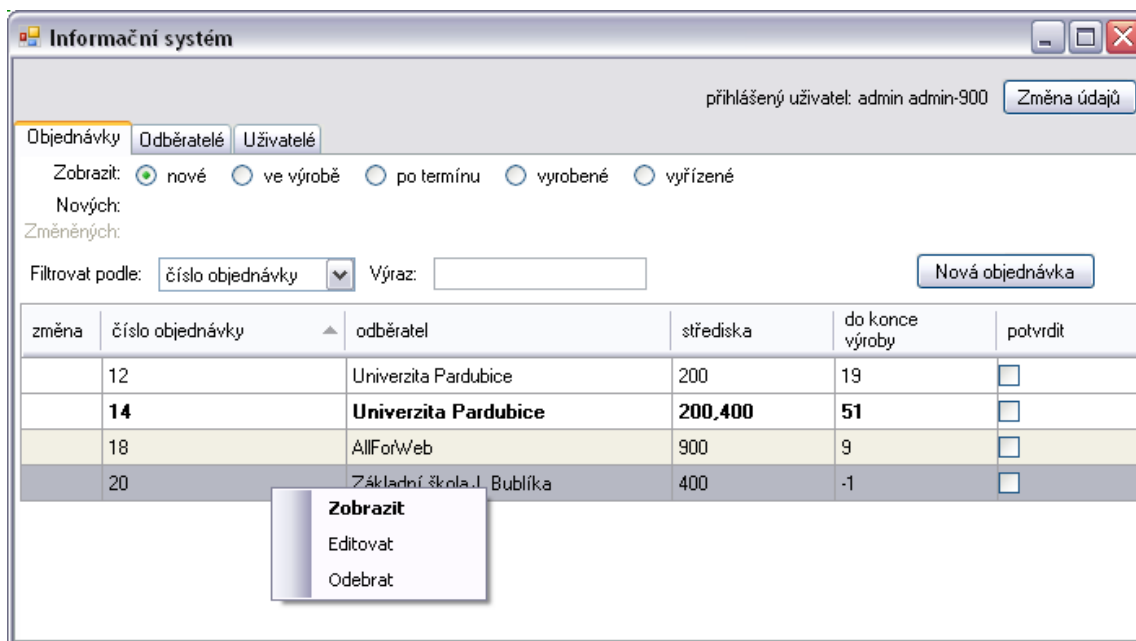 Informační systém
přihlášený uživatel: admin admin-900 Změna údajů
Objednávky Odběratelé Uživatelé
Zobrazit: nové ve výrobě po termínu vyrobené vyřízené
Nových:
Změněných:
Filtrovat podle: číslo objednávky Výraz: Nová objednávka
změna číslo objednávky odběratel střediska do konce výroby potvrdit
12 Univerzita Pardubice 200 19
14 Univerzita Pardubice 200,400 51
18 AllForWeb 900 9
20 Základní škola J. Bublíka 400 -1
Zobrazit
Editovat
Odebrat